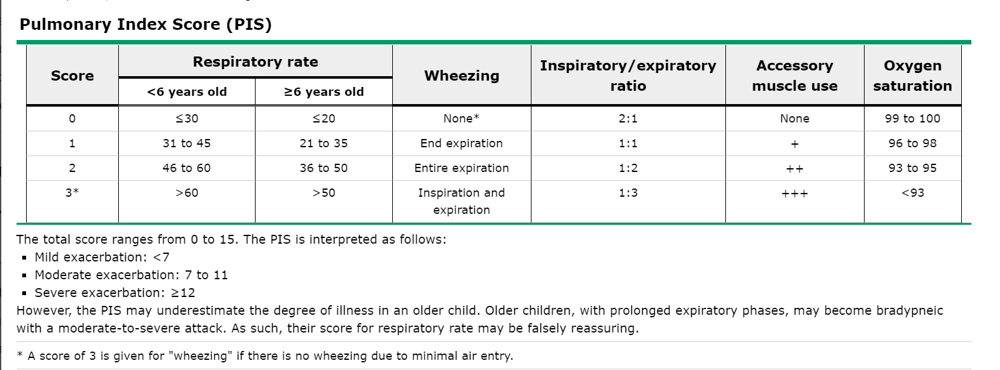 Pulmonary Index Score (PIS)
Score
Respiratory rate
<6 years old
≥6 years old
Wheezing
Inspiratory/expiratory
ratio
Accessory
muscle use
Oxygen
saturation
0 ≤30 ≤20 None* 2:1 None 99 to 100
1 31 to 45 21 to 35 End expiration 1:1 + 96 to 98
2 46 to 60 36 to 50 Entire expiration 1:2 ++ 93 to 95
3* >60 >50 Inspiration and 1:3 +++ <93
expiration
The total score ranges from 0 to 15. The PIS is interpreted as follows:
▪ Mild exacerbation: <7
▪ Moderate exacerbation: 7 to 11
▪ Severe exacerbation: ≥12
However, the PIS may underestimate the degree of illness in an older child. Older children, with prolonged expiratory phases, may become bradypneic
with a moderate-to-severe attack. As such, their score for respiratory rate may be falsely reassuring.
* A score of 3 is given for "wheezing" if there is no wheezing due to minimal air entry.